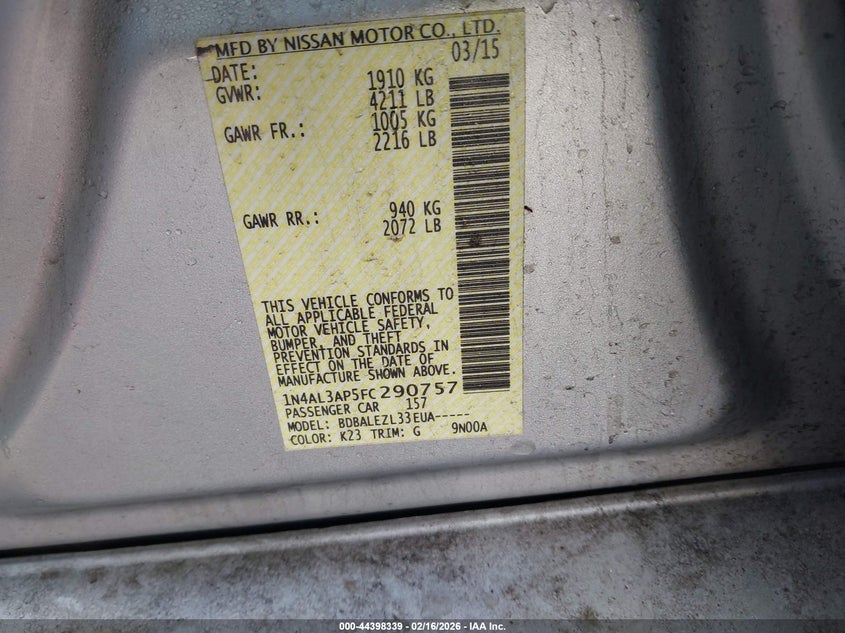 MFD BY NISSAN MOTOR CO., LTD.
DATE: 03/15
GVWR: 1910 KG
4211 LB
GAWR FR.: 1005 KG
2216 LB
GAWR RR.: 940 KG
2072 LB
THIS VEHICLE CONFORMS TO
ALL APPLICABLE FEDERAL
MOTOR VEHICLE SAFETY,
BUMPER, AND THEFT
PREVENTION STANDARDS IN
EFFECT ON THE DATE OF
MANUFACTURE SHOWN ABOVE.
1N4AL3AP5FC290757
PASSENGER CAR 157
MODEL: BDBALEZL33EUA-----
COLOR: K23 TRIM: G 9N00A
000-44398339 - 02/16/2026 - IAA Inc.